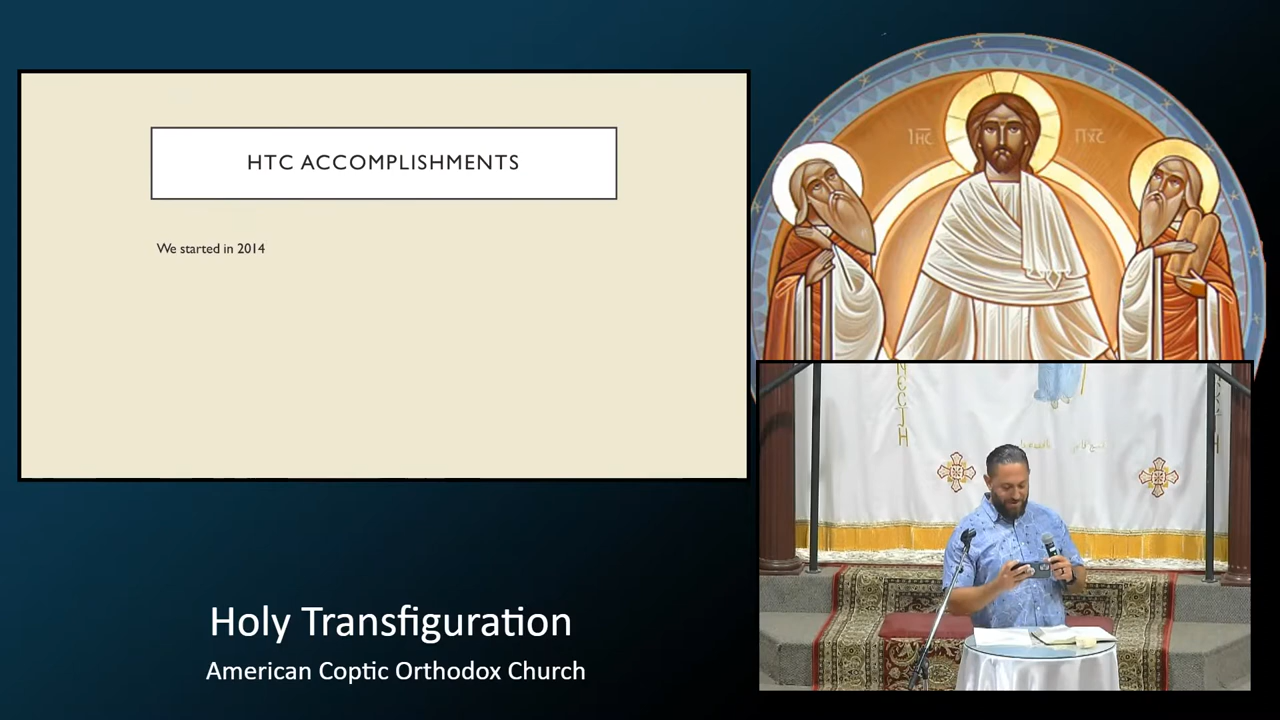 HTC ACCOMPLISHMENTS
We started in 2014
Holy Transfiguration
American Coptic Orthodox Church